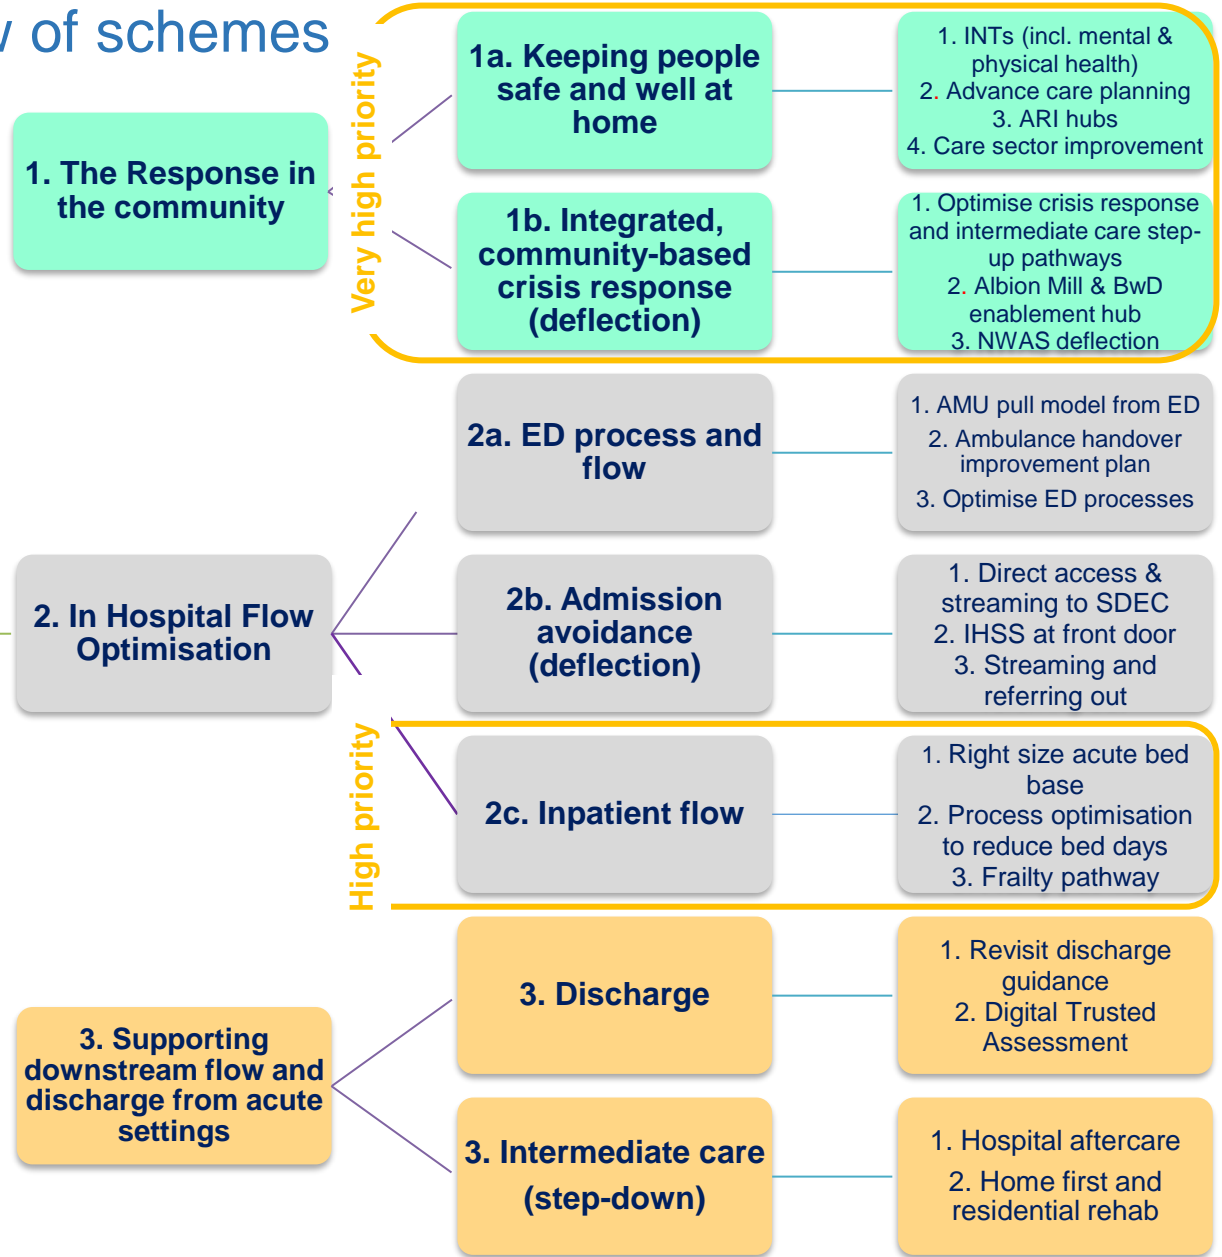 of schemes
Very high priority
1. The Response in
the community
1a. Keeping people
safe and well at
home
1. INTs (incl. mental &
physical health)
2. Advance care planning
3. ARI hubs
4. Care sector improvement
1b. Integrated,
community-based
crisis response
(deflection)
1. Optimise crisis response
and intermediate care step-
up pathways
2. Albion Mill & BwD
enablement hub
3. NWAS deflection
2. In Hospital Flow
Optimisation
2a. ED process and
flow
1. AMU pull model from ED
2. Ambulance handover
improvement plan
3. Optimise ED processes
2b. Admission
avoidance
(deflection)
1. Direct access &
streaming to SDEC
2. IHSS at front door
3. Streaming and
referring out
High priority
2c. Inpatient flow
1. Right size acute bed
base
2. Process optimisation
to reduce bed days
3. Frailty pathway
3. Supporting
downstream flow and
discharge from acute
settings
3. Discharge
1. Revisit discharge
guidance
2. Digital Trusted
Assessment
3. Intermediate care
(step-down)
1. Hospital aftercare
2. Home first and
residential rehab